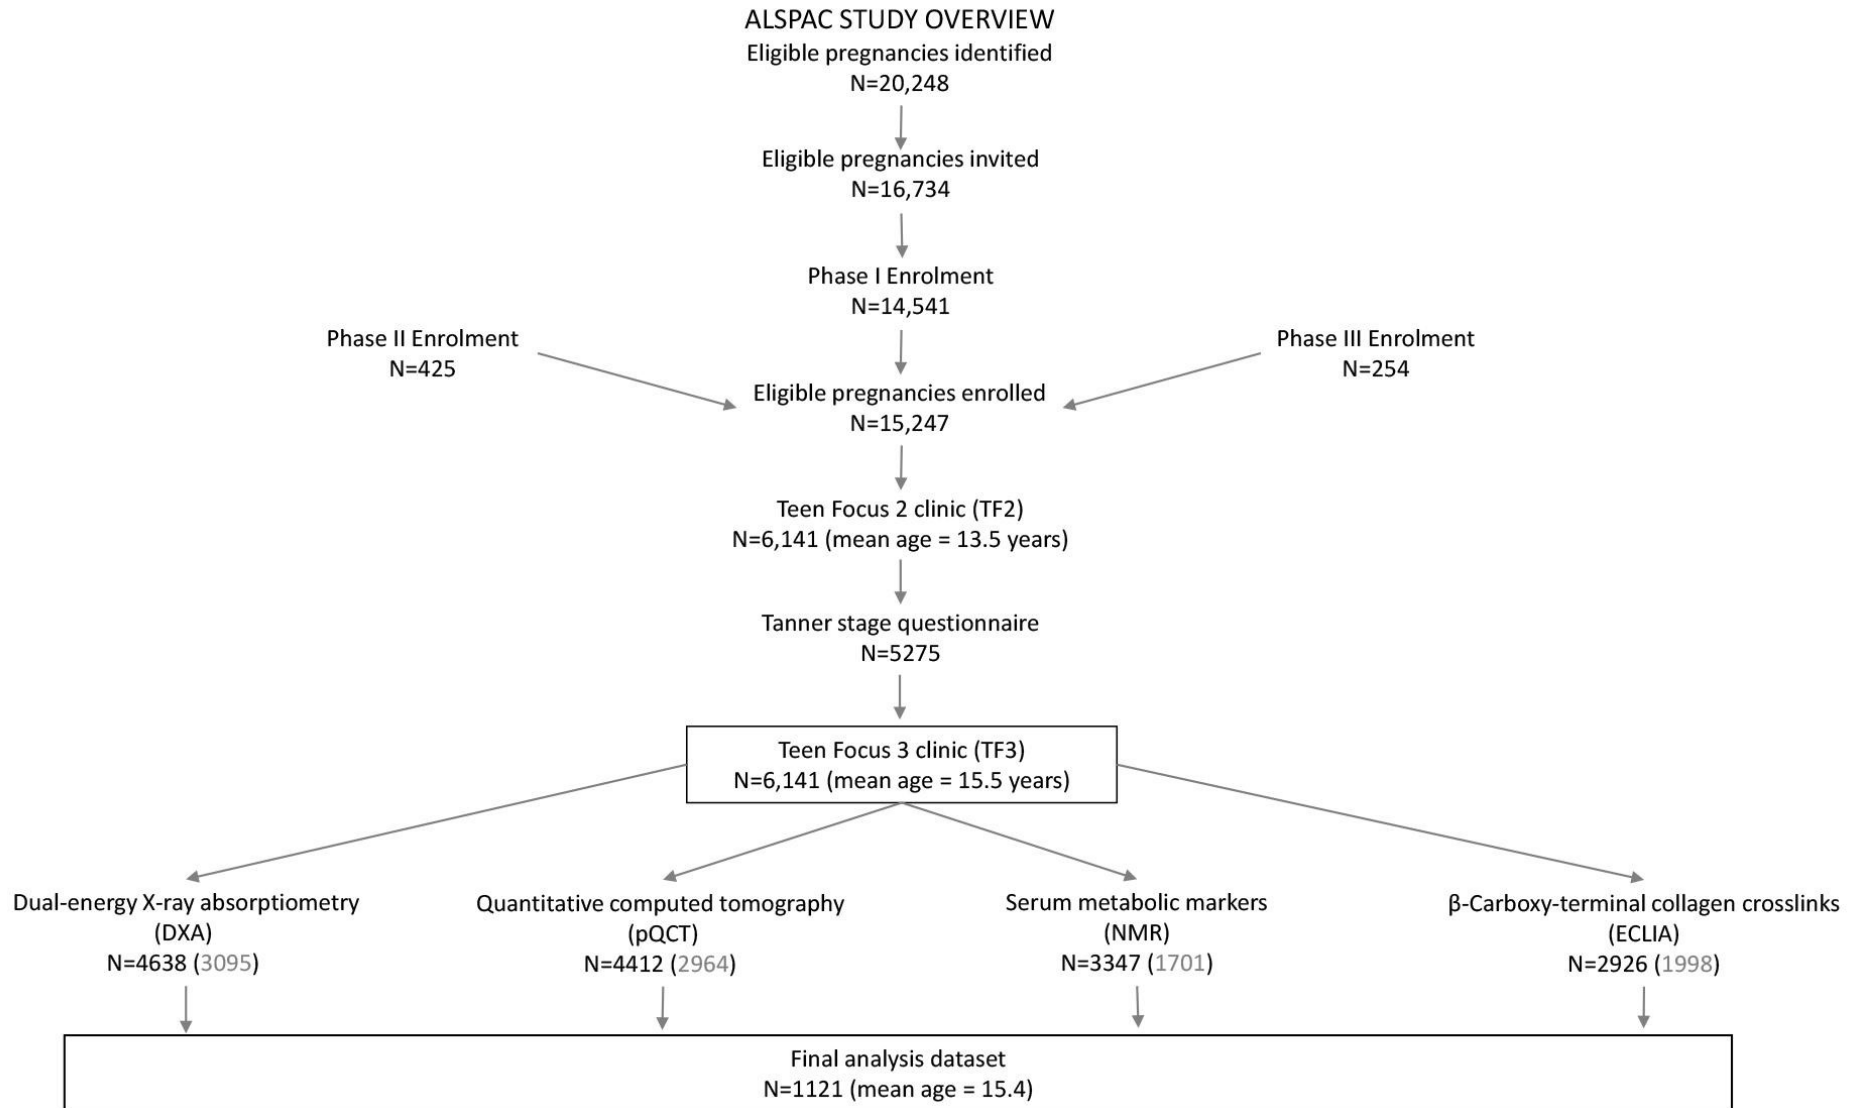 ALSPAC STUDY OVERVIEW
Eligible pregnancies identified
N=20,248
Eligible pregnancies invited
N=16,734
Phase I Enrolment
N=14,541
Phase II Enrolment
N=425
Phase III Enrolment
N=254
Eligible pregnancies enrolled
N=15,247
Teen Focus 2 clinic (TF2)
N=6,141 (mean age = 13.5 years)
Tanner stage questionnaire
N=5275
Teen Focus 3 clinic (TF3)
N=6,141 (mean age = 15.5 years)
Dual-energy X-ray absorptiometry
(DXA)
N=4638 (3095)
Quantitative computed tomography
(pQCT)
N=4412 (2964)
Serum metabolic markers
(NMR)
N=3347 (1701)
β-Carboxy-terminal collagen crosslinks
(ECLIA)
N=2926 (1998)
Final analysis dataset
N=1121 (mean age = 15.4)